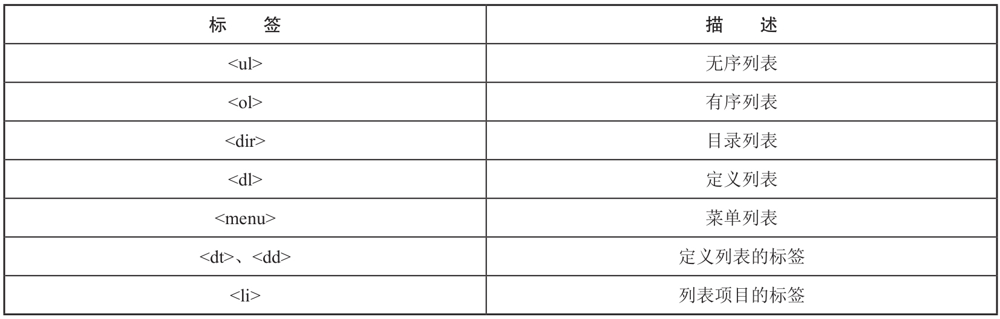 标 签 描 述
<ul> 无序列表
<ol> 有序列表
<dir> 目录列表
<dl> 定义列表
<menu> 菜单列表
<dt>、<dd> 定义列表的标签
<li> 列表项目的标签